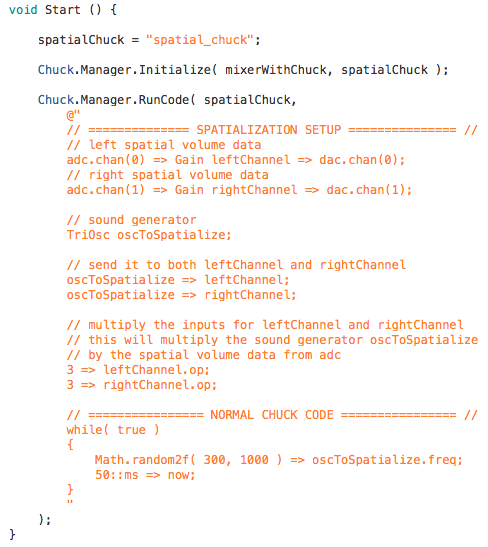 void Start () {
spatialChuck = "spatial_chuck";
Chuck.Manager.Initialize( mixerWithChuck, spatialChuck );
Chuck.Manager.RunCode( spatialChuck,
@"
// ============== SPATIALIZATION SETUP =============== //
// left spatial volume data
adc.chan(0) => Gain leftChannel => dac.chan(0);
// right spatial volume data
adc.chan(1) => Gain rightChannel => dac.chan(1);
// sound generator
TriOsc oscToSpatialize;
// send it to both leftChannel and rightChannel
oscToSpatialize => leftChannel;
oscToSpatialize => rightChannel;
// multiply the inputs for leftChannel and rightChannel
// this will multiply the sound generator oscToSpatialize
// by the spatial volume data from adc
3 => leftChannel.op;
3 => rightChannel.op;
// ================ NORMAL CHUCK CODE ================ //
while( true )
{
Math.random2f( 300, 1000 ) => oscToSpatialize.freq;
50::ms => now;
}
"
);
}